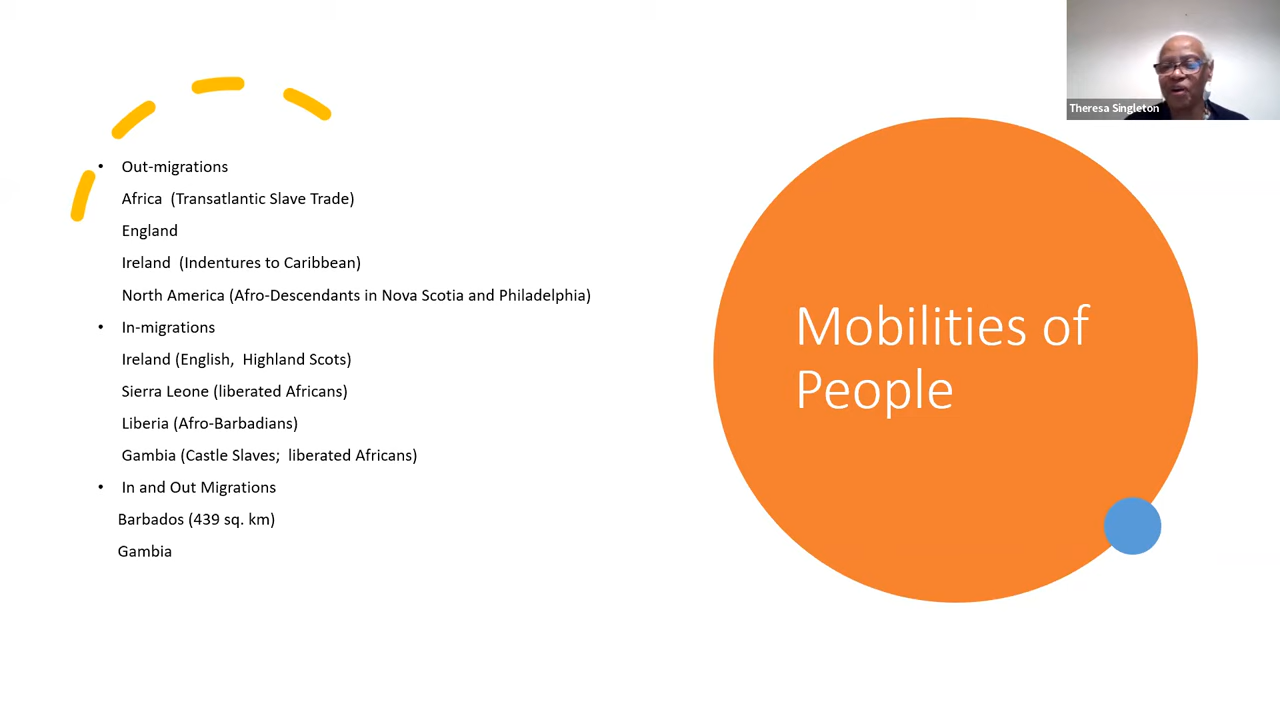 Theresa Singleton
• Out-migrations
Africa (Transatlantic Slave Trade)
England
Ireland (Indentures to Caribbean)
North America (Afro-Descendants in Nova Scotia and Philadelphia)
• In-migrations
Ireland (English, Highland Scots)
Sierra Leone (liberated Africans)
Liberia (Afro-Barbadians)
Gambia (Castle Slaves; liberated Africans)
• In and Out Migrations
Barbados (439 sq. km)
Gambia
Mobilities of
People